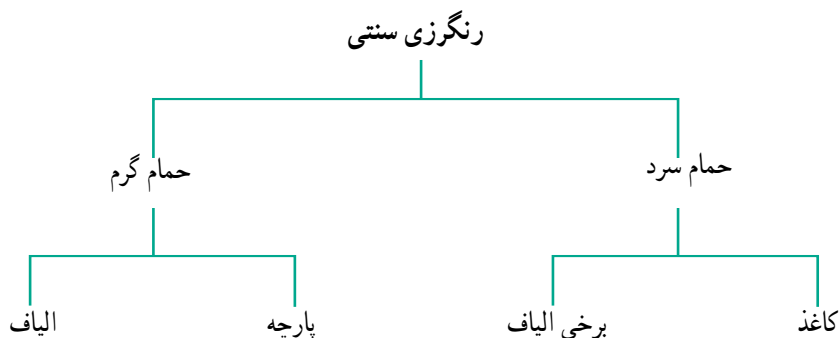 رنگرزی سنتی
حمام سرد
حمام گرم
کاغذ
برخی الیاف
پارچه
الیاف